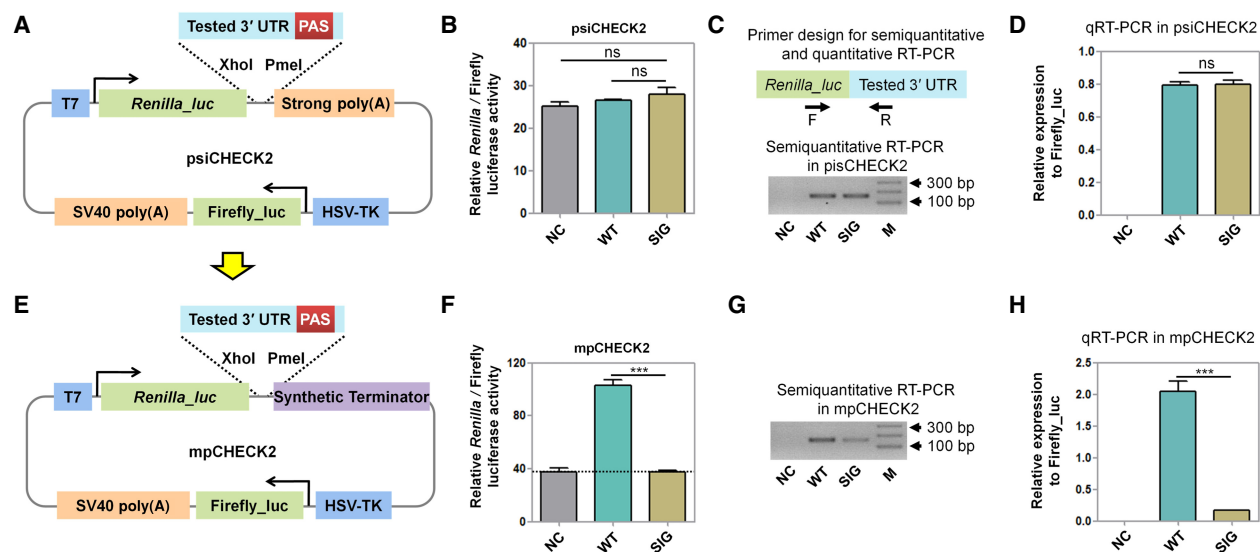 A
Tested 3′ UTR PAS
XhoI PmeI
T7 Renilla_luc Strong poly(A)
psiCHECK2
SV40 poly(A) Firefly_luc HSV-TK
B
psiCHECK2
Relative Renilla / Firefly
luciferase activity
40
30
20
10
0
ns
ns
NC WT SIG
C
Primer design for semiquantitative
and quantitative RT-PCR
Renilla_luc Tested 3′ UTR
F R
Semiquantitative RT-PCR
in pisCHECK2
300 bp
100 bp
NC WT SIG M
D
qRT-PCR in psiCHECK2
Relative expression
to Firefly_luc
1.0
0.8
0.6
0.4
0.2
0.0
ns
NC WT SIG
E
Tested 3′ UTR PAS
XhoI PmeI
T7 Renilla_luc Synthetic Terminator
mpCHECK2
SV40 poly(A) Firefly_luc HSV-TK
F
mpCHECK2
Relative Renilla / Firefly
luciferase activity
120
80
40
0
***
NC WT SIG
G
Semiquantitative RT-PCR
in mpCHECK2
300 bp
100 bp
NC WT SIG M
H
qRT-PCR in mpCHECK2
Relative expression
to Firefly_luc
2.5
2.0
1.5
1.0
0.5
0.0
***
NC WT SIG